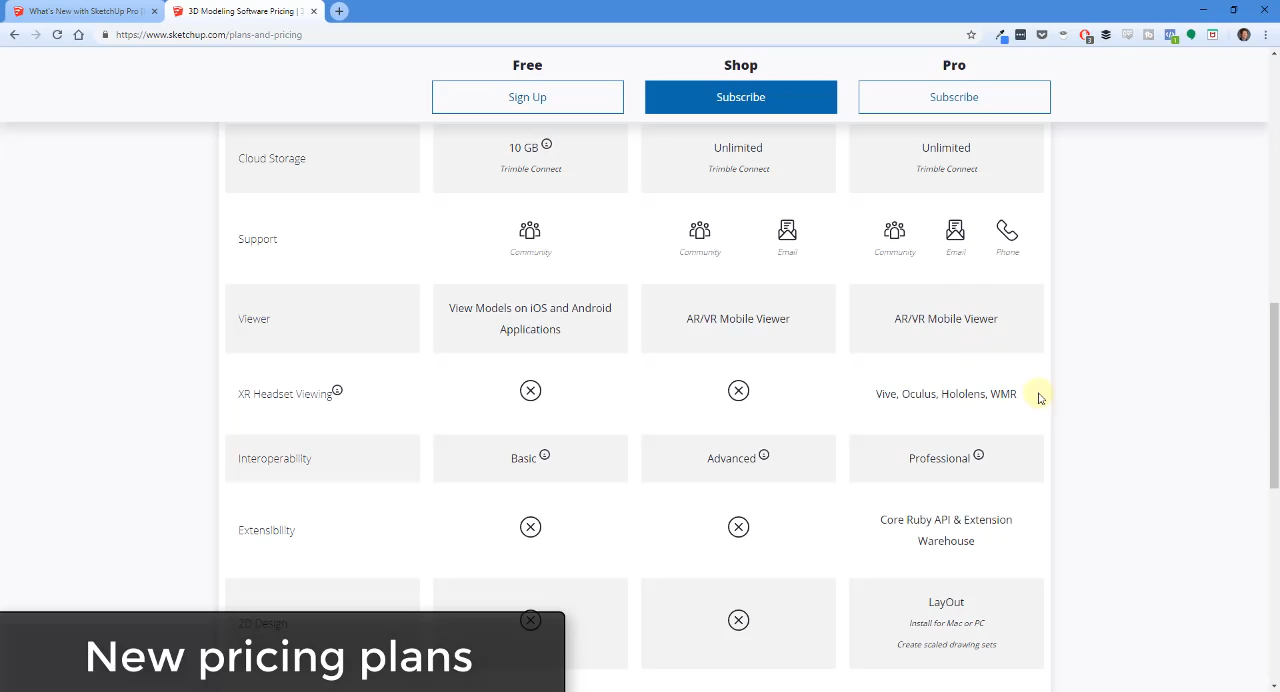 What's New with SketchUp Pro
3D Modeling Software Pricing | 3
https://www.sketchup.com/plans-and-pricing
Free
Shop
Pro
Sign Up
Subscribe
Subscribe
Cloud Storage
10 GB
Trimble Connect
Unlimited
Trimble Connect
Unlimited
Trimble Connect
Support
Community
Community
Email
Community
Email
Phone
Viewer
View Models on iOS and Android
Applications
AR/VR Mobile Viewer
AR/VR Mobile Viewer
XR Headset Viewing
Vive, Oculus, Hololens, WMR
Interoperability
Basic
Advanced
Professional
Extensibility
Core Ruby API & Extension
Warehouse
2D Design
LayOut
Install for Mac or PC
Create scaled drawing sets
New pricing plans